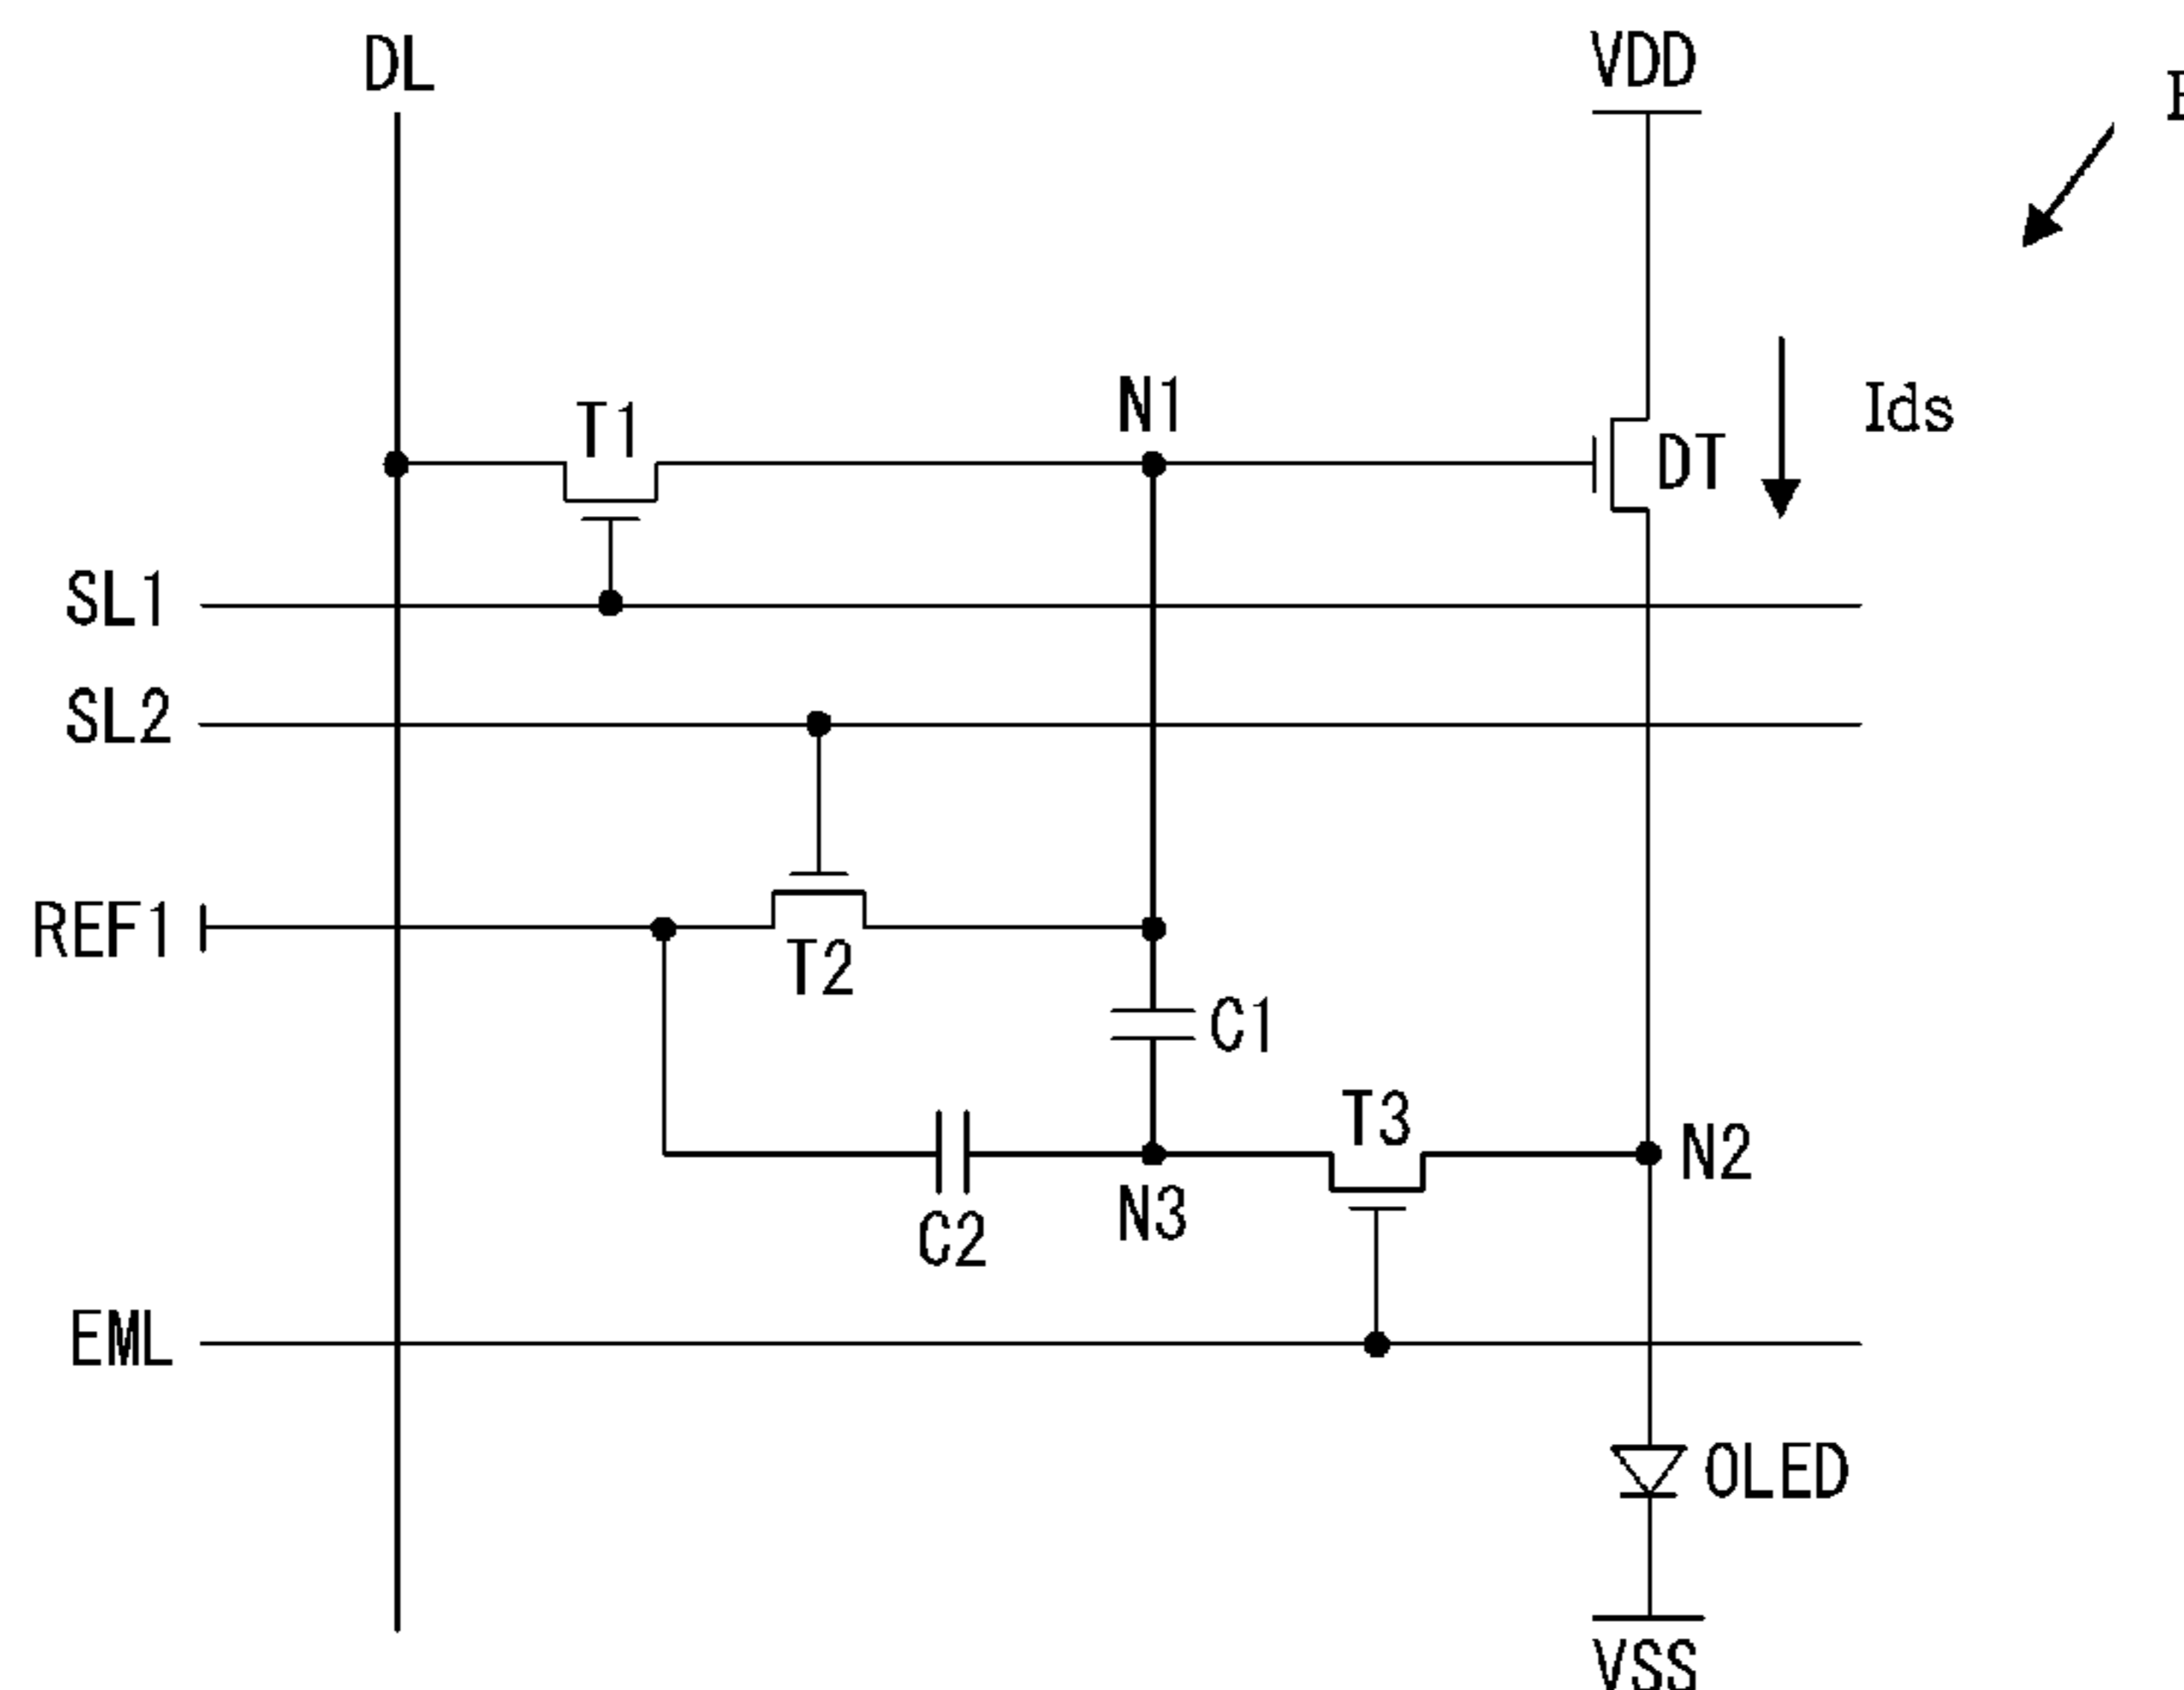 DL
VDD
N1
T1
Ids
DT
SL1
SL2
REF1
T2
C1
T3
N2
N3
C2
EML
OLED
VSS